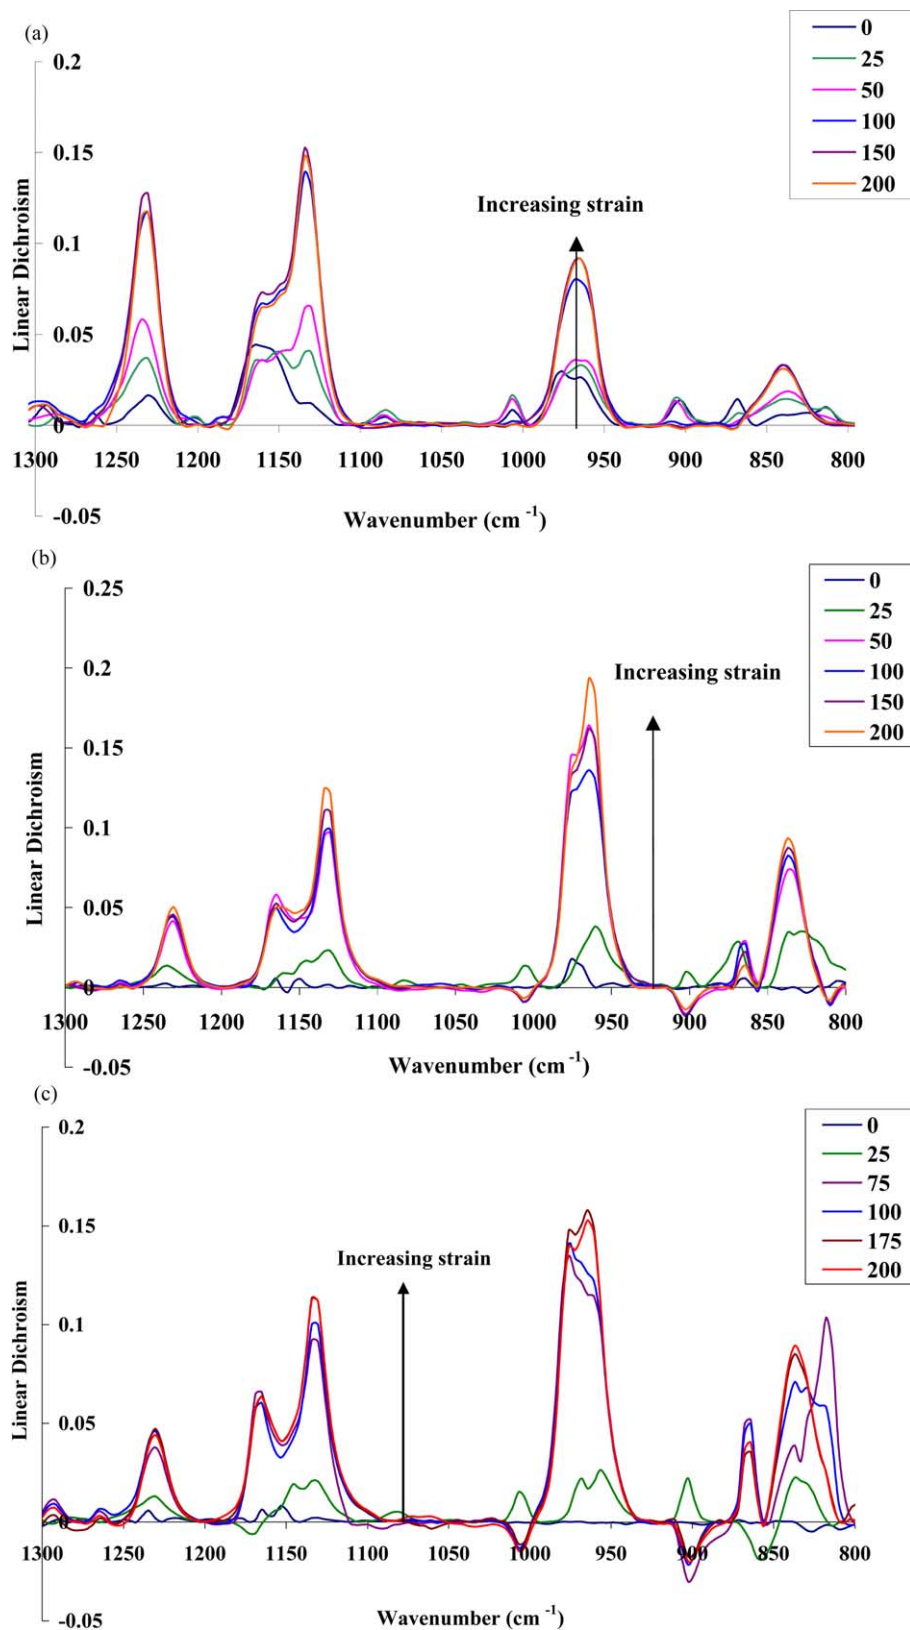 (a)
0
25
50
100
150
200
0.2
0.15
0.1
0.05
0
-0.05
Linear Dichroism
Increasing strain
1300 1250 1200 1150 1100 1050 1000 950 900 850 800
Wavenumber (cm -1)
(b)
0
25
50
100
150
200
0.25
0.2
0.15
0.1
0.05
0
-0.05
Linear Dichroism
Increasing strain
1300 1250 1200 1150 1100 1050 1000 950 900 850 800
Wavenumber (cm -1)
(c)
0
25
75
100
175
200
0.2
0.15
0.1
0.05
0
-0.05
Linear Dichroism
Increasing strain
1300 1250 1200 1150 1100 1050 1000 950 900 850 800
Wavenumber (cm -1)